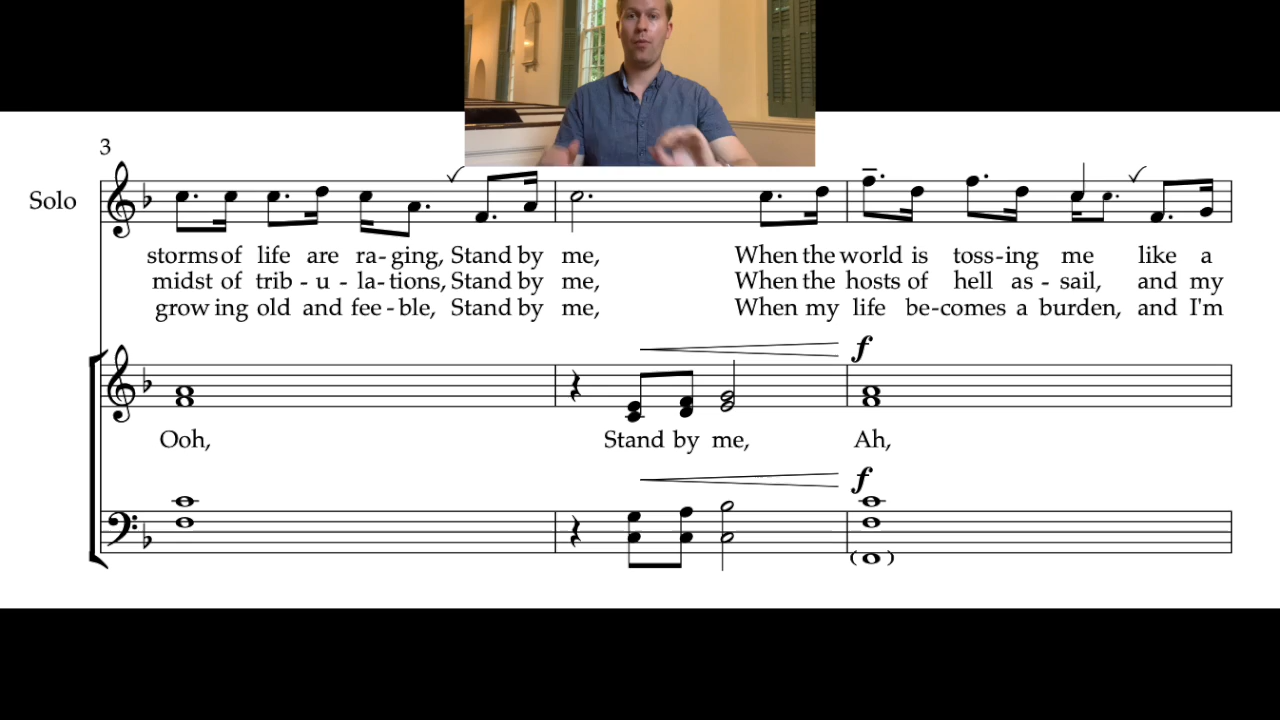 3
Solo
storms of life are ra - ging, Stand by me, When the world is toss - ing me like a
midst of trib - u - la - tions, Stand by me, When the hosts of hell as - sail, and my
grow ing old and fee - ble, Stand by me, When my life be - comes a burden, and I'm
f
Ooh, Stand by me, Ah,
f